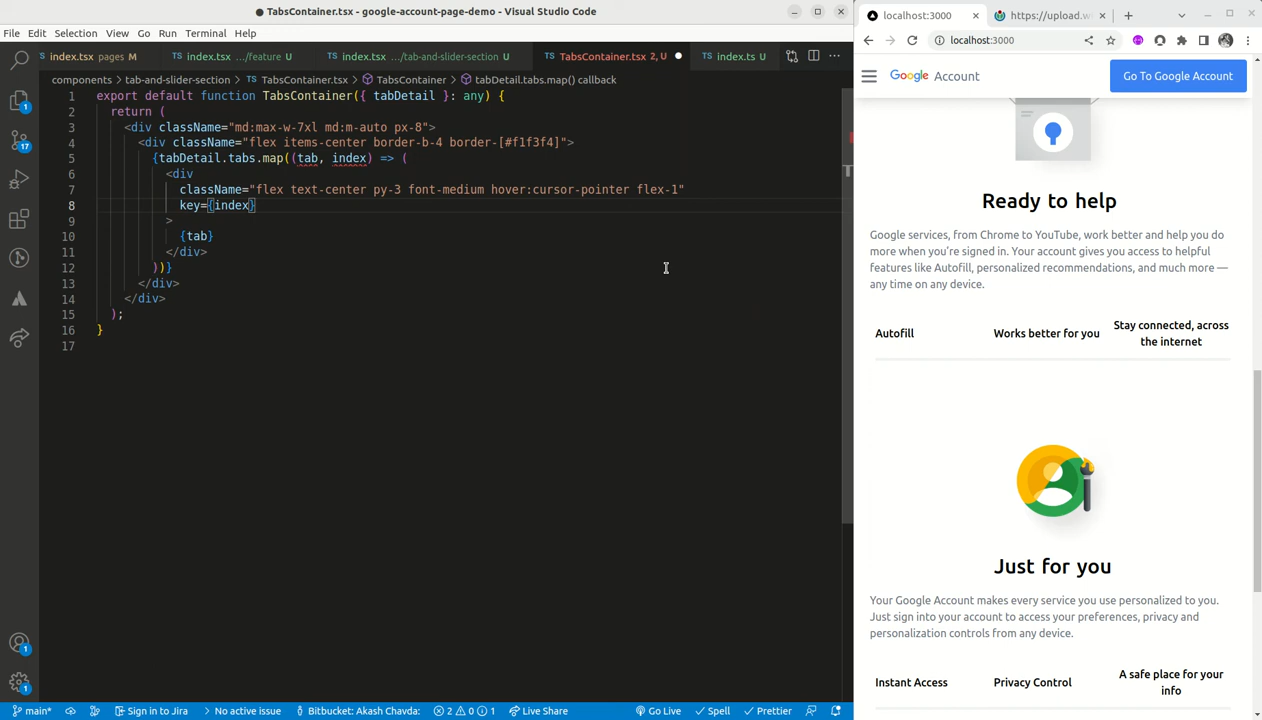 ● TabsContainer.tsx - google-account-page-demo - Visual Studio Code
File Edit Selection View Go Run Terminal Help
index.tsx pages M index.tsx .../feature U index.tsx .../tab-and-slider-section U TabsContainer.tsx 2, U ● index.ts U ...
components > tab-and-slider-section > TabsContainer.tsx > TabsContainer > tabDetail.tabs.map() callback
1 export default function TabsContainer({ tabDetail }: any) {
2 return (
3 <div className="md:max-w-7xl md:m-auto px-8">
4 <div className="flex items-center border-b-4 border-[#f1f3f4]">
5 {tabDetail.tabs.map((tab, index) => (
6 <div
7 className="flex text-center py-3 font-medium hover:cursor-pointer flex-1"
8 key={index}
9 >
10 {tab}
11 </div>
12 ))}
13 </div>
14 </div>
15 );
16 }
17
1
17
1
1
main* Sign in to Jira No active issue Bitbucket: Akash Chavda: 2 0 1 Live Share Go Live Spell Prettier
localhost:3000 https://upload.w
localhost:3000
Google Account
Go To Google Account
Ready to help
Google services, from Chrome to YouTube, work better and help you do
more when you're signed in. Your account gives you access to helpful
features like Autofill, personalized recommendations, and much more —
any time on any device.
Autofill Works better for you Stay connected, across
the internet
Just for you
Your Google Account makes every service you use personalized to you.
Just sign into your account to access your preferences, privacy and
personalization controls from any device.
Instant Access Privacy Control A safe place for your
info